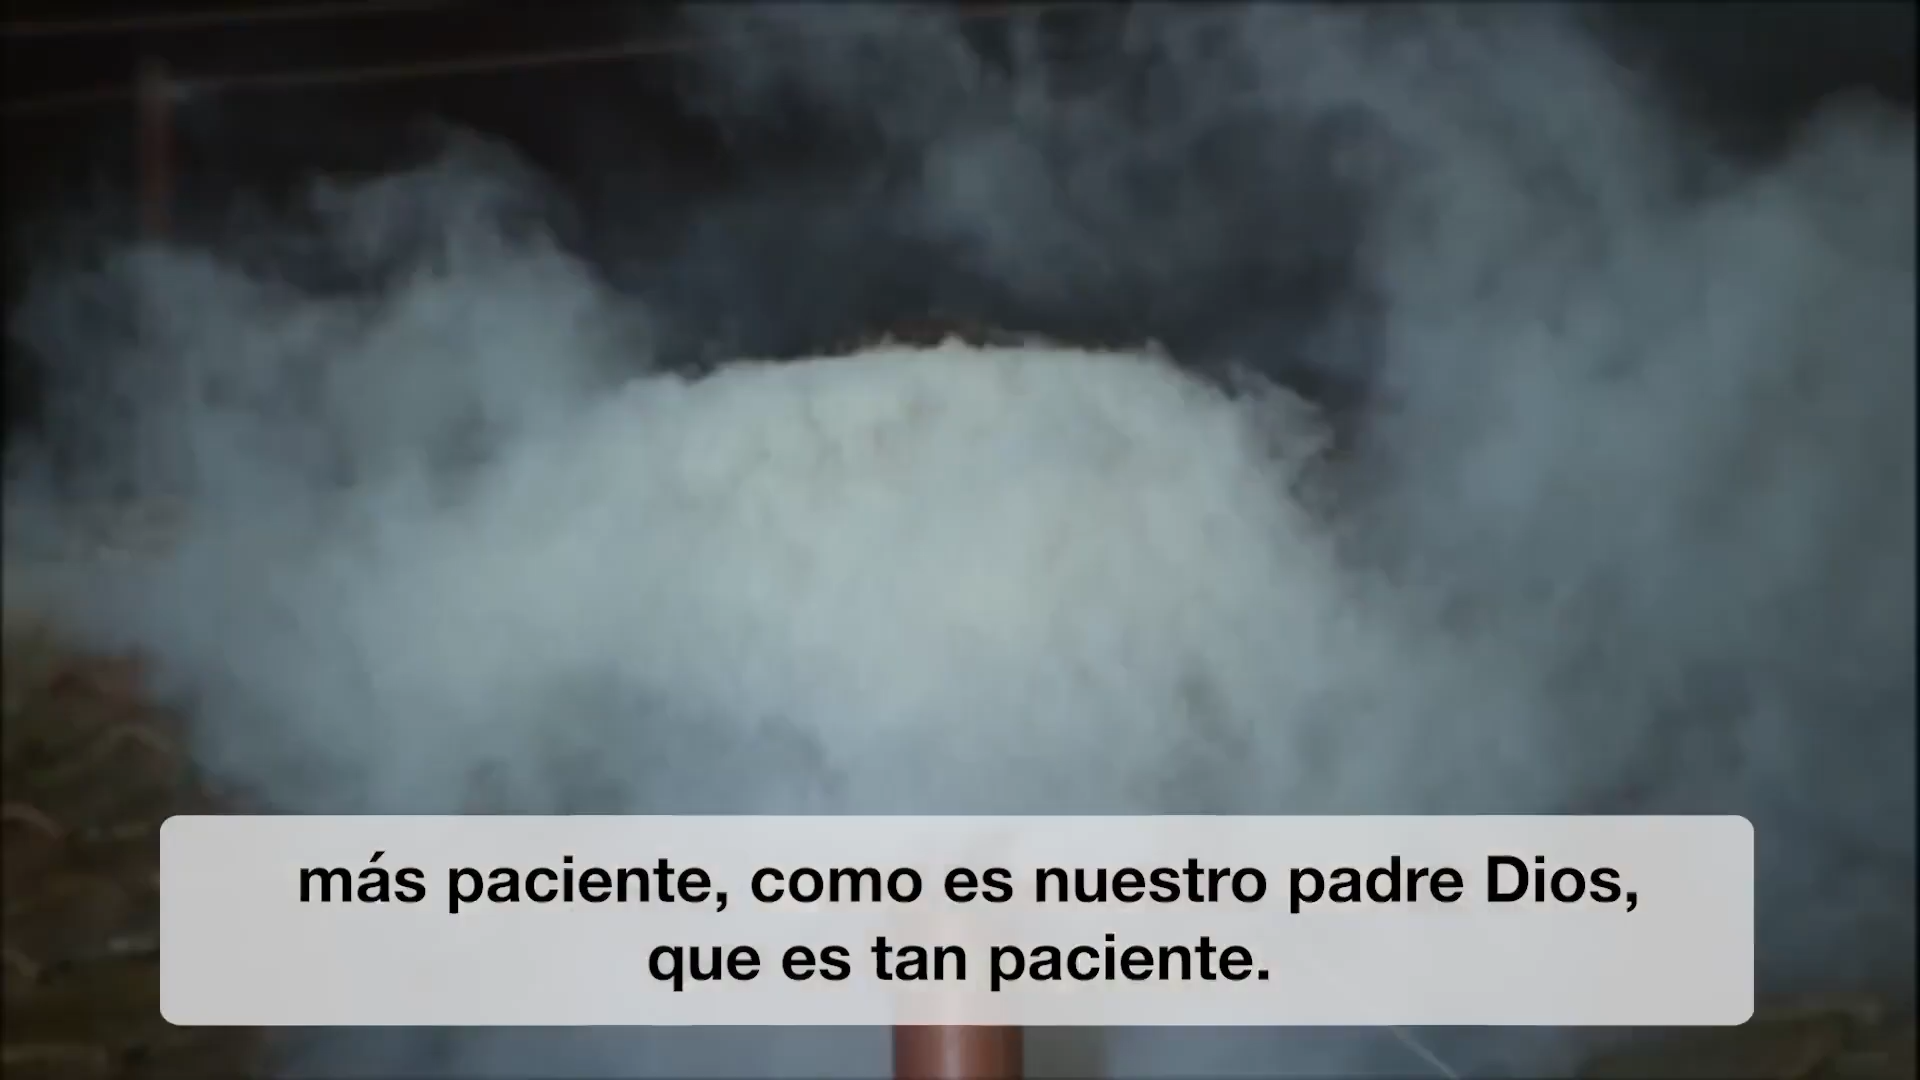 más paciente, como es nuestro padre Dios,
que es tan paciente.